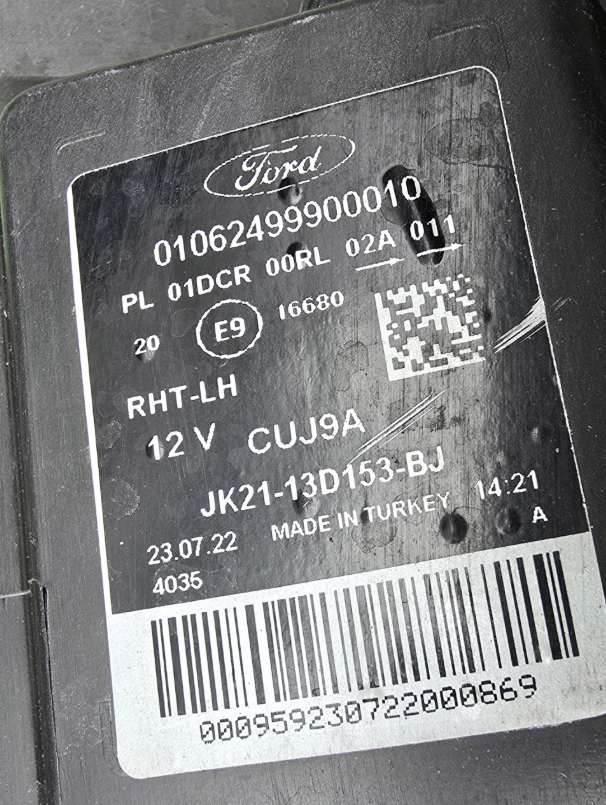 Ford
01062499900010
PL 01DCR 00RL 02A 011
20 E9 16680
RHT-LH
12 V CUJ9A
JK21-13D153-BJ
23.07.22 MADE IN TURKEY 14:21
4035 A
000959230722000869